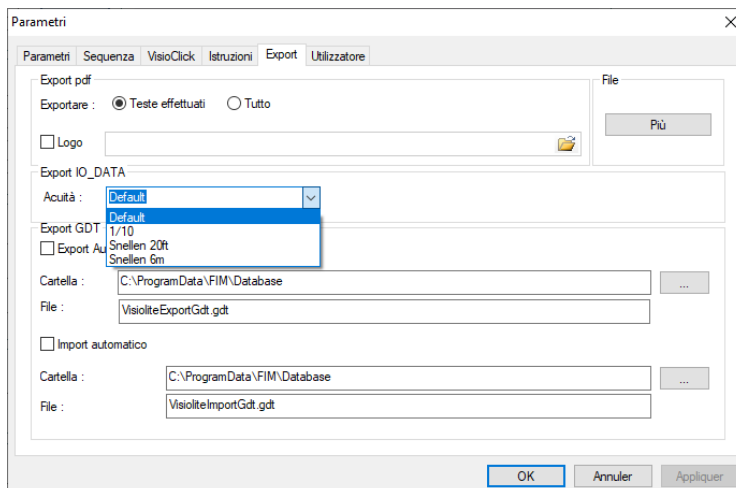 Parametri
Parametri Sequenza VisioClick Istruzioni Export Utilizzatore
Export pdf
Exportare : Teste effettuati Tutto
Logo
File
Più
Export IO_DATA
Acuità : Default
Default
1/10
Snellen 20ft
Snellen 6m
Export GDT
Export Au
Cartella : C:\ProgramData\FIM\Database ...
File : VisioliteExportGdt.gdt
Import automatico
Cartella : C:\ProgramData\FIM\Database ...
File : VisioliteImportGdt.gdt
OK Annuler Appliquer